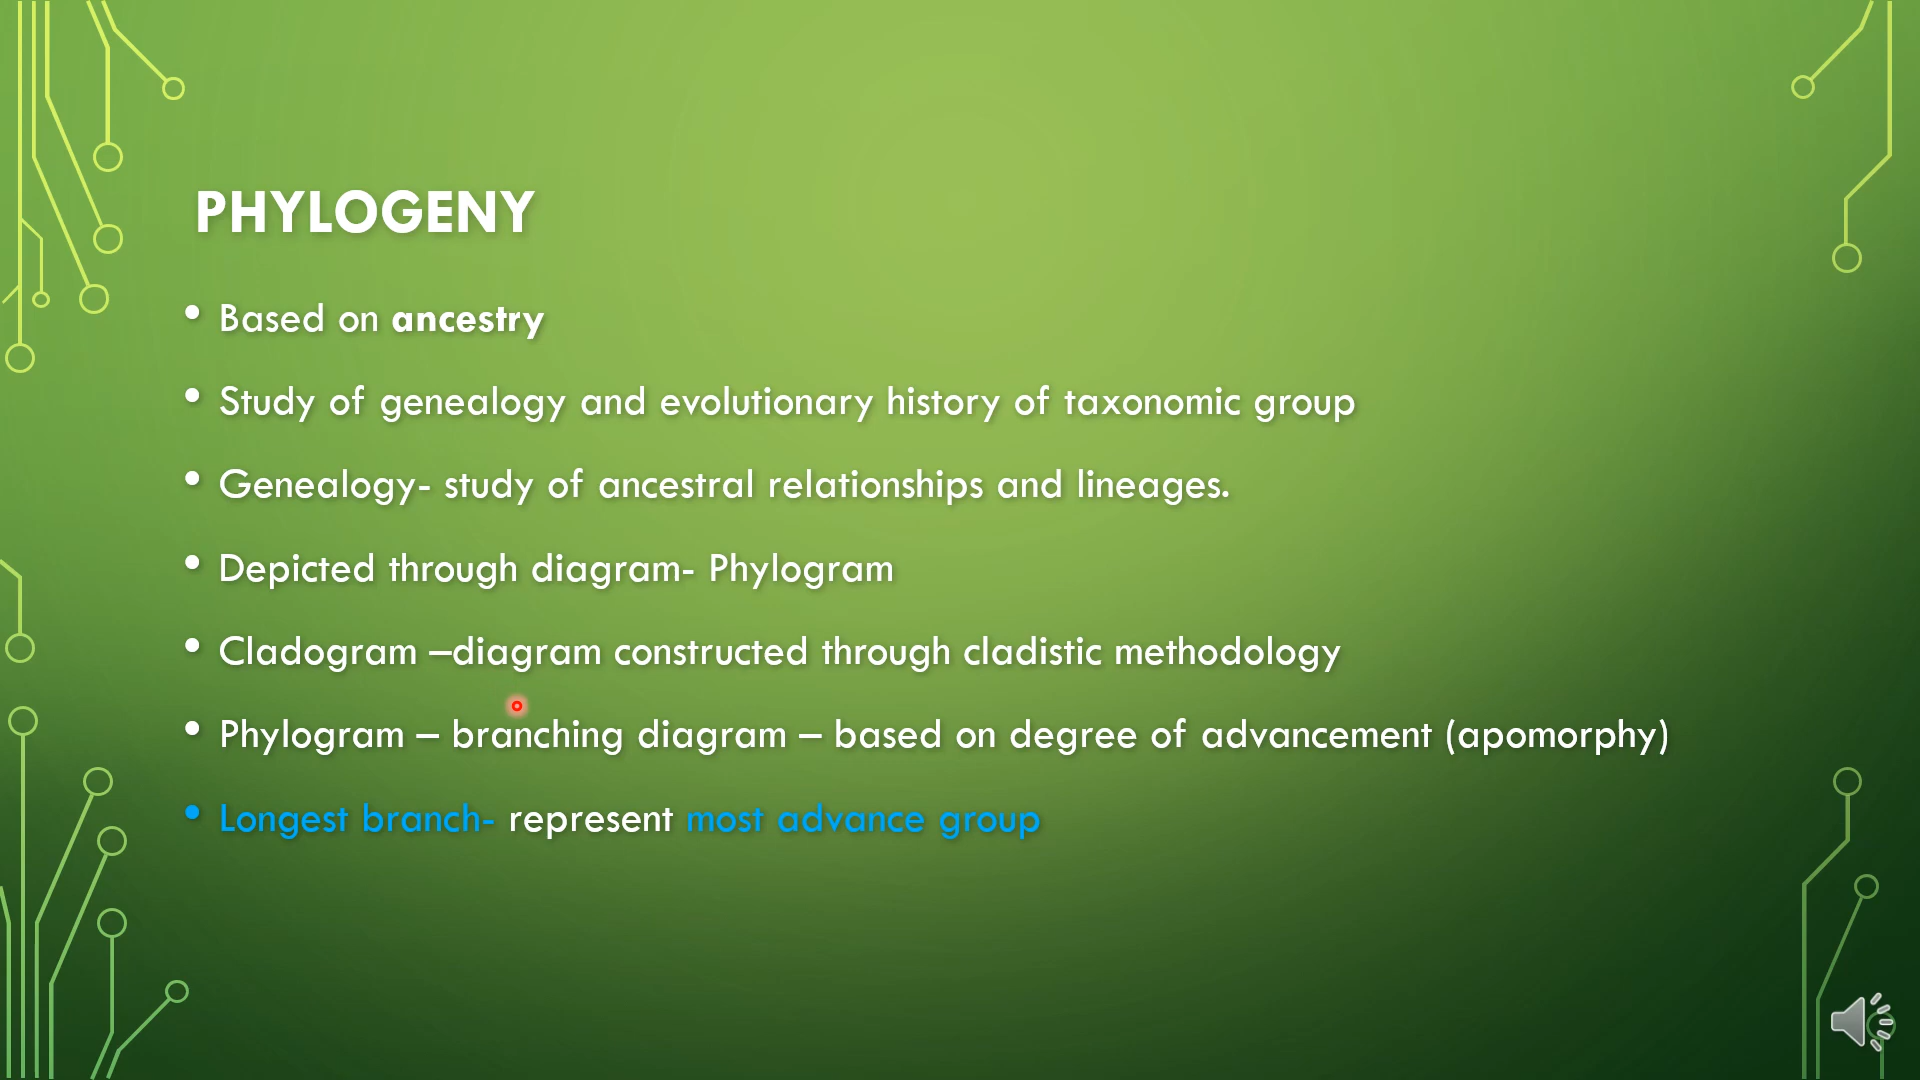 PHYLOGENY
• Based on ancestry
• Study of genealogy and evolutionary history of taxonomic group
• Genealogy- study of ancestral relationships and lineages.
• Depicted through diagram- Phylogram
• Cladogram –diagram constructed through cladistic methodology
• Phylogram – branching diagram – based on degree of advancement (apomorphy)
• Longest branch- represent most advance group